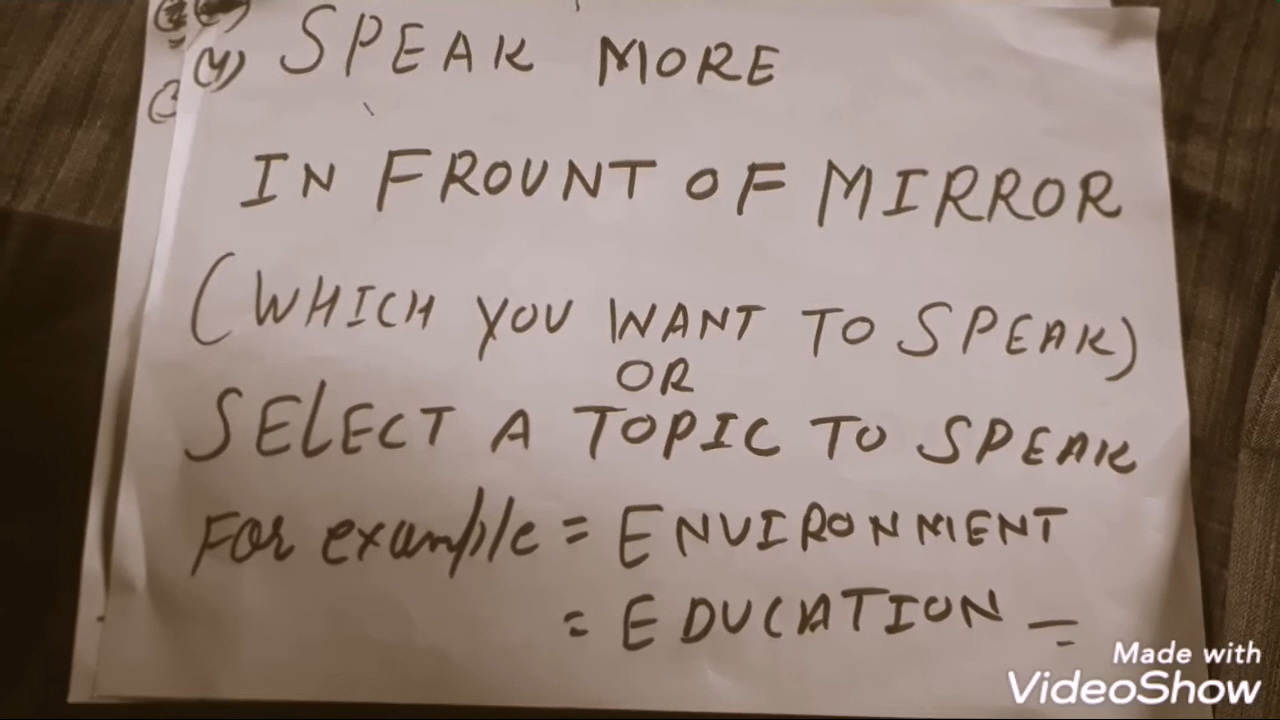 (4) SPEAK MORE
IN FROUNT OF MIRROR
(WHICH YOU WANT TO SPEAK)
OR
SELECT A TOPIC TO SPEAK
For example = ENVIRONMENT
= EDUCATION =
Made with
VideoShow